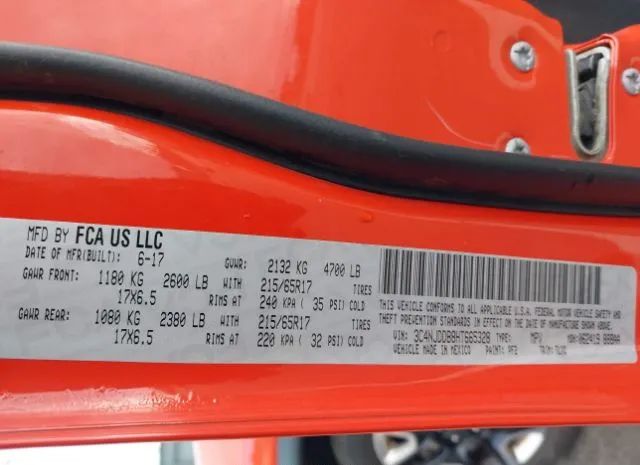 MFD BY FCA US LLC
DATE OF MFR(BUILT): 6-17 GVWR: 2132 KG 4700 LB
GAWR FRONT: 1180 KG 2600 LB WITH 215/65R17 TIRES
17X6.5 RIMS AT 240 KPA ( 35 PSI) COLD
GAWR REAR: 1080 KG 2380 LB WITH 215/65R17 TIRES
17X6.5 RIMS AT 220 KPA ( 32 PSI) COLD
THIS VEHICLE CONFORMS TO ALL APPLICABLE U.S.A. FEDERAL MOTOR VEHICLE SAFETY AND
THEFT PREVENTION STANDARDS IN EFFECT ON THE DATE OF MANUFACTURE SHOWN ABOVE.
VIN: 3C4NJDDB8HT665328 TYPE: MPV
VEHICLE MADE IN MEXICO PAINT: PFB TRIM: